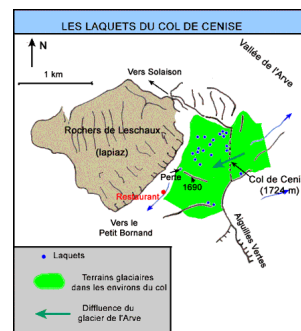 LES LAQUETS DU COL DE CENISE
N
Vallée de l'Arve
1 km
Vers Solaison
Rochers de Leschaux
(lapiaz)
Perte
1690
Col de Ceni
(1724 m)
Restaurant
Vers le
Petit Bornand
Aiguilles Vertes
Laquets
Terrains glaciaires
dans les environs du col
Diffluence du
glacier de l'Arve